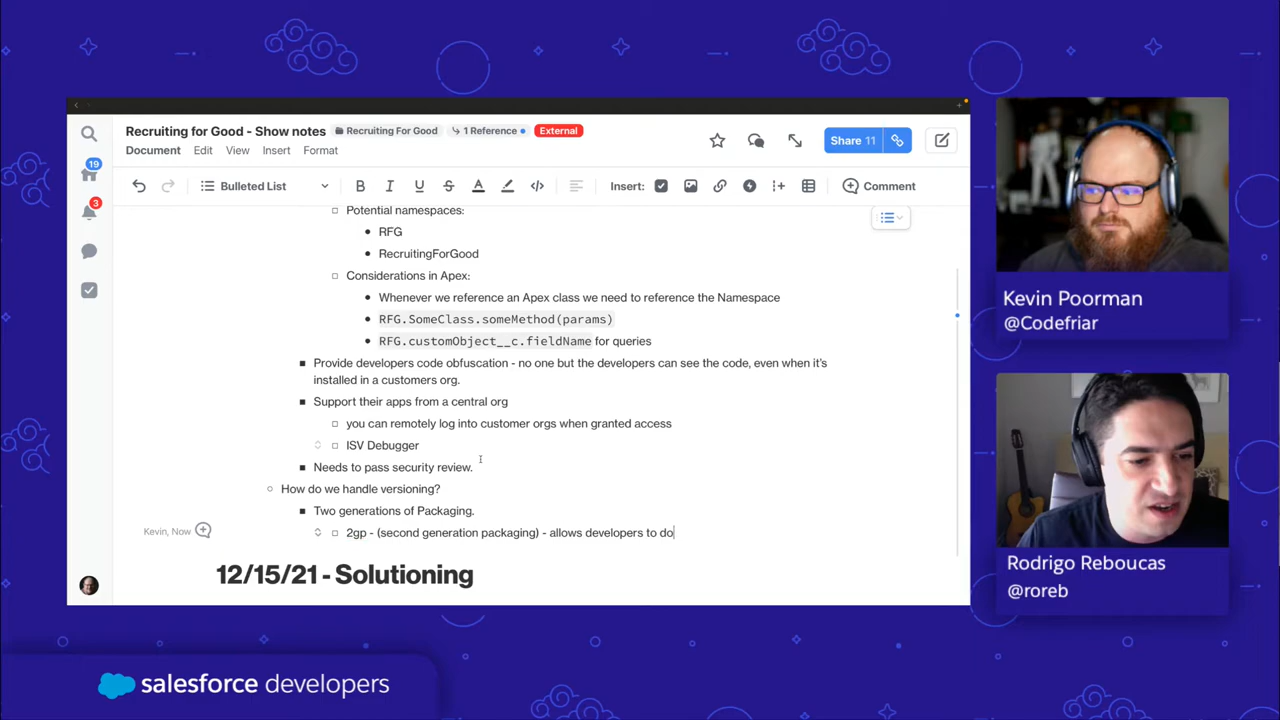 Recruiting for Good - Show notes
Recruiting For Good
1 Reference
External
Document Edit View Insert Format
Share 11
19
Bulleted List
B I U S A
Insert:
Comment
3
Potential namespaces:
RFG
RecruitingForGood
Considerations in Apex:
Whenever we reference an Apex class we need to reference the Namespace
RFG.SomeClass.someMethod(params)
RFG.customObject__c.fieldName for queries
Provide developers code obfuscation - no one but the developers can see the code, even when it's
installed in a customers org.
Support their apps from a central org
you can remotely log into customer orgs when granted access
ISV Debugger
Needs to pass security review.
How do we handle versioning?
Two generations of Packaging.
Kevin, Now
2gp - (second generation packaging) - allows developers to do
12/15/21 - Solutioning
Kevin Poorman
@Codefriar
Rodrigo Reboucas
@roreb
salesforce developers